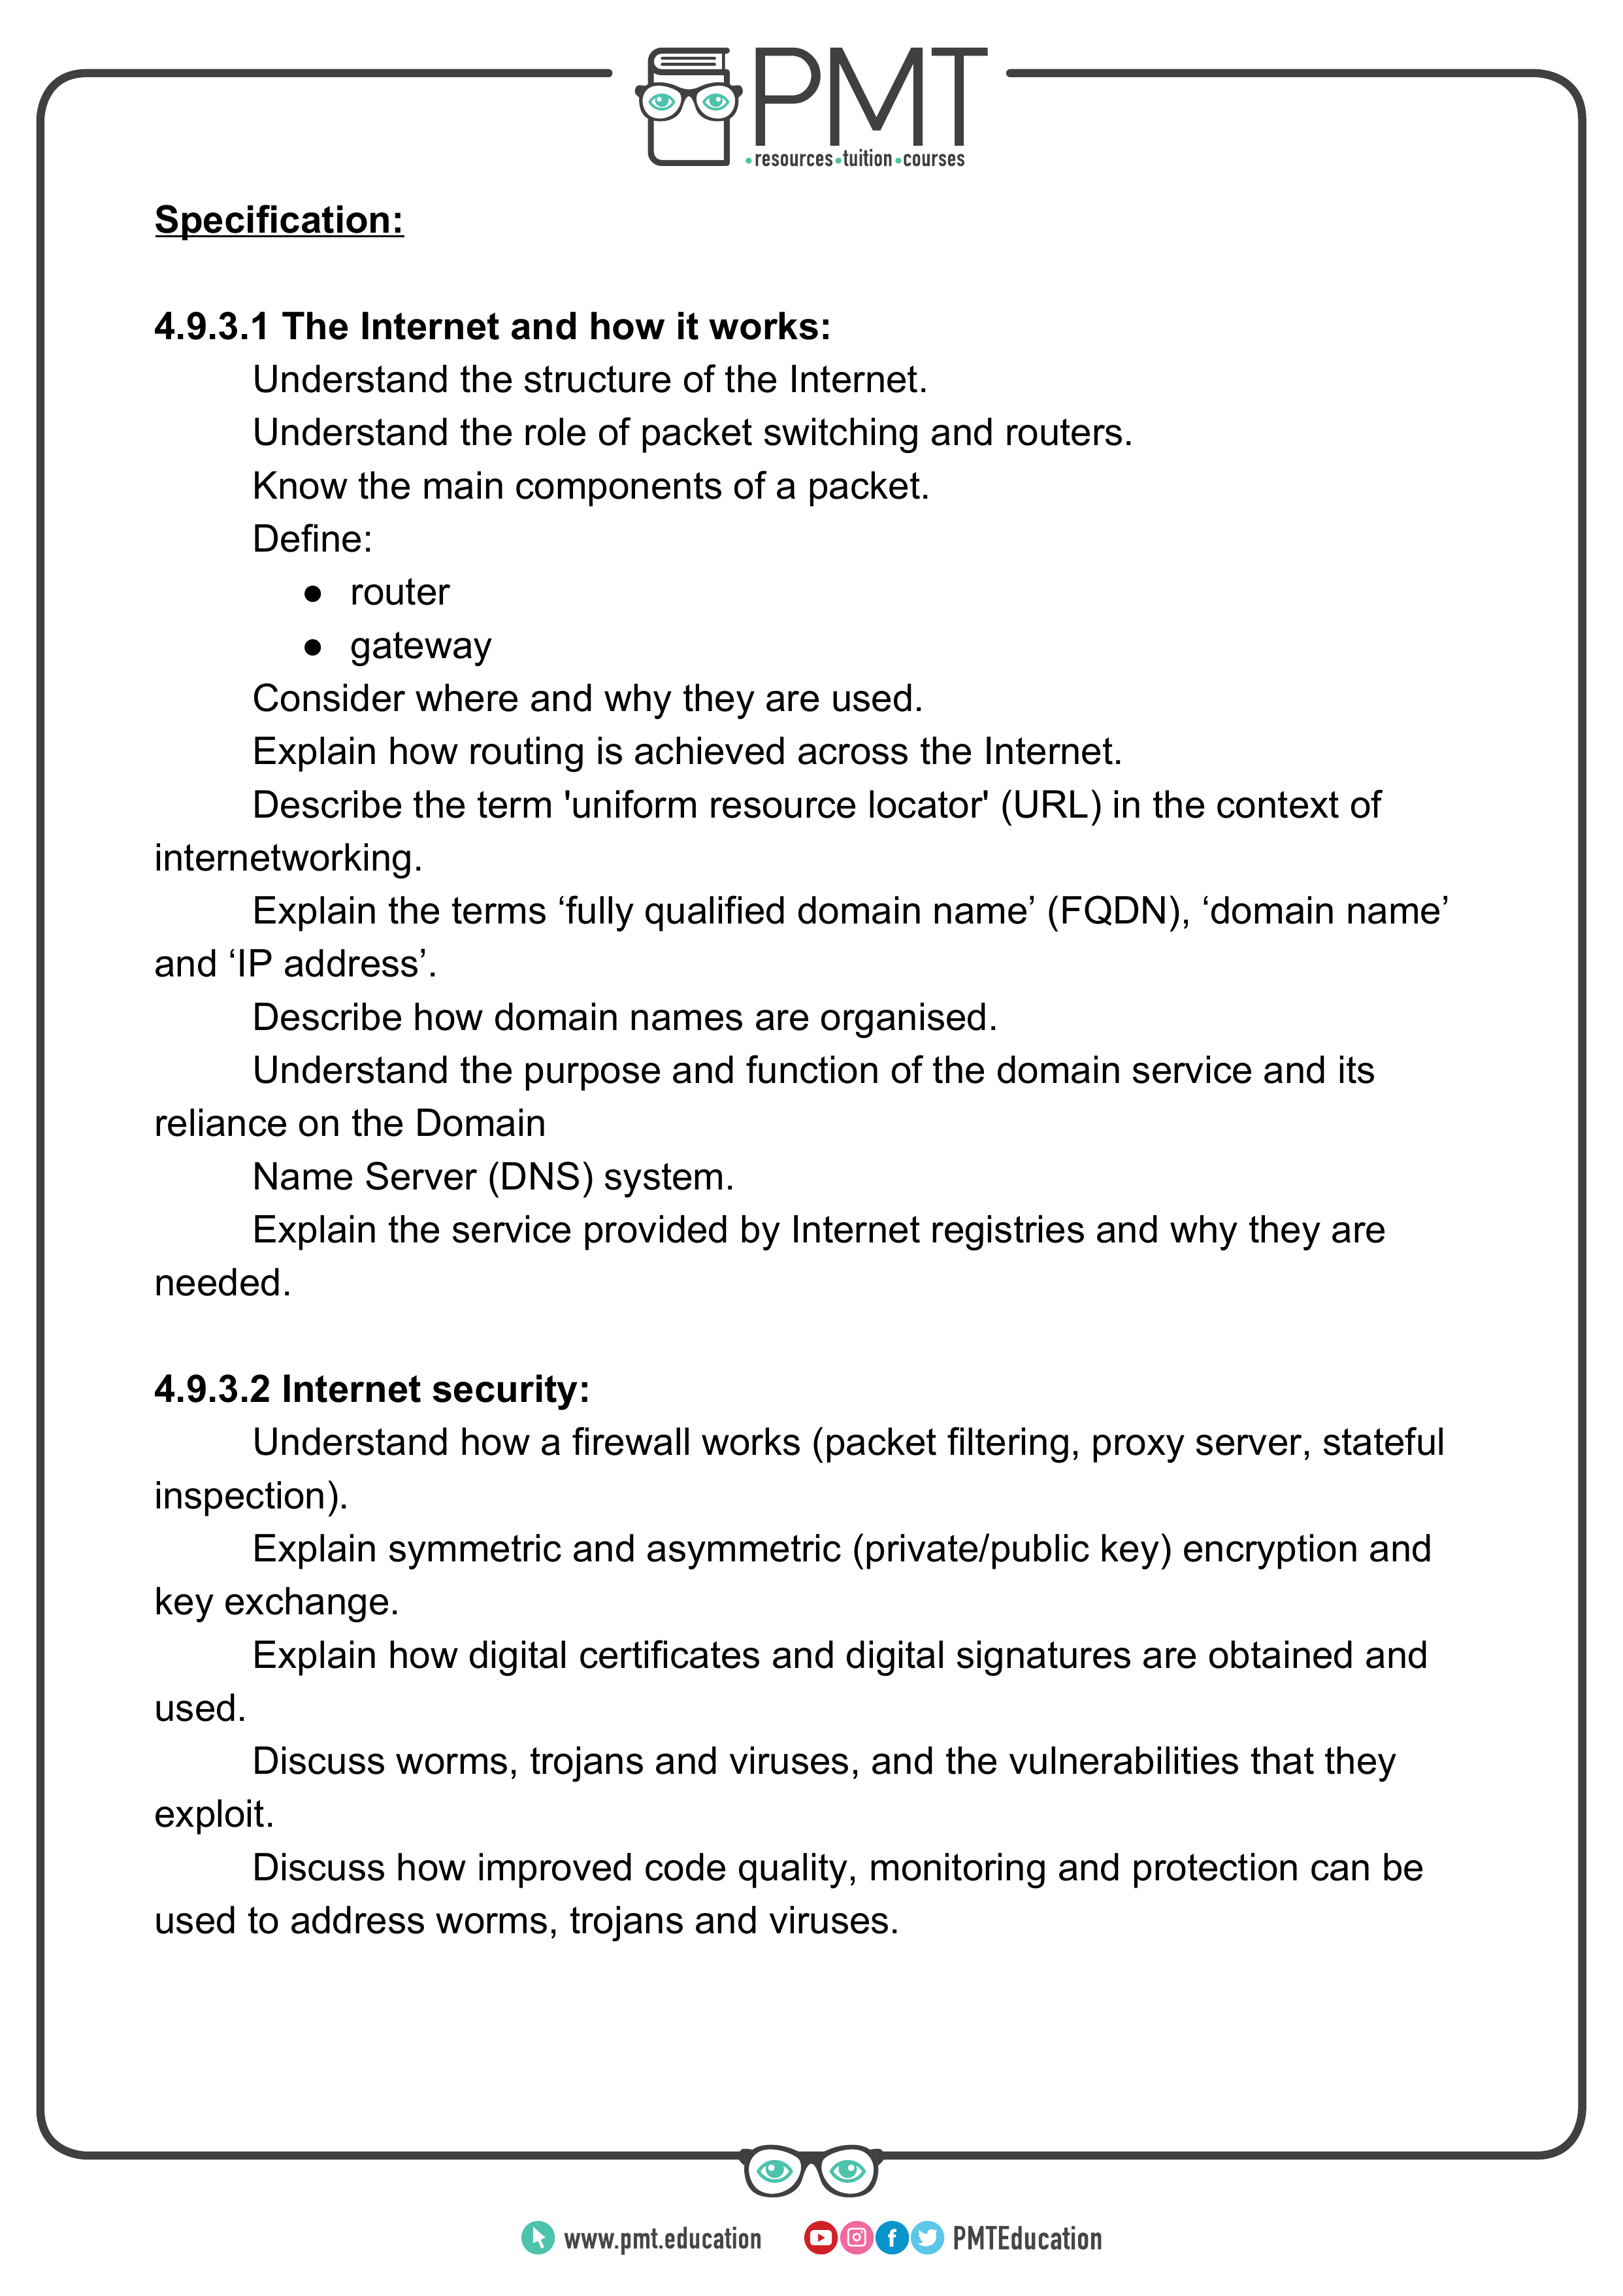 PMT
resources tuition courses
Specification:
4.9.3.1 The Internet and how it works:
Understand the structure of the Internet.
Understand the role of packet switching and routers.
Know the main components of a packet.
Define:
● router
● gateway
Consider where and why they are used.
Explain how routing is achieved across the Internet.
Describe the term 'uniform resource locator' (URL) in the context of
internetworking.
Explain the terms ‘fully qualified domain name’ (FQDN), ‘domain name’
and ‘IP address’.
Describe how domain names are organised.
Understand the purpose and function of the domain service and its
reliance on the Domain
Name Server (DNS) system.
Explain the service provided by Internet registries and why they are
needed.
4.9.3.2 Internet security:
Understand how a firewall works (packet filtering, proxy server, stateful
inspection).
Explain symmetric and asymmetric (private/public key) encryption and
key exchange.
Explain how digital certificates and digital signatures are obtained and
used.
Discuss worms, trojans and viruses, and the vulnerabilities that they
exploit.
Discuss how improved code quality, monitoring and protection can be
used to address worms, trojans and viruses.
www.pmt.education PMTEducation